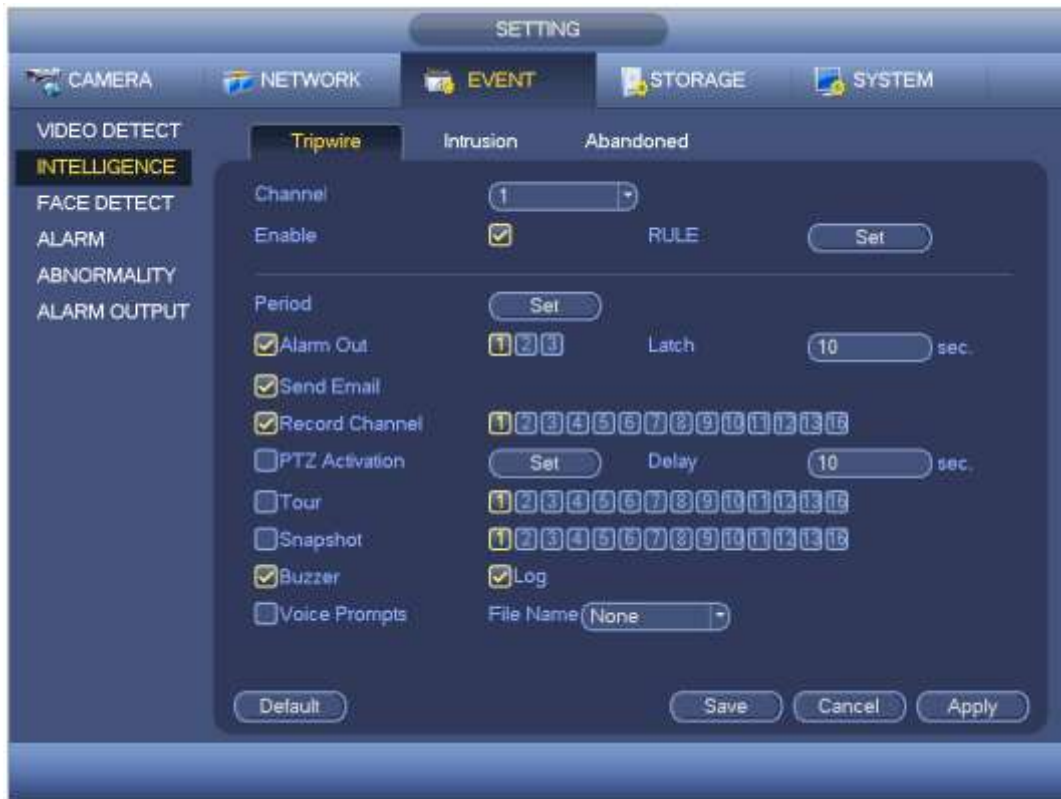 SETTING
CAMERA NETWORK EVENT STORAGE SYSTEM
VIDEO DETECT
INTELLIGENCE
FACE DETECT
ALARM
ABNORMALITY
ALARM OUTPUT
Tripwire Intrusion Abandoned
Channel 1
Enable RULE Set
Period Set
Alarm Out 1 2 3 Latch 10 sec.
Send Email
Record Channel 1 2 3 4 5 6 7 8 9 10 11 12 13 16
PTZ Activation Set Delay 10 sec.
Tour 1 2 3 4 5 6 7 8 9 10 11 12 13 16
Snapshot 1 2 3 4 5 6 7 8 9 10 11 12 13 16
Buzzer Log
Voice Prompts File Name None
Default Save Cancel Apply